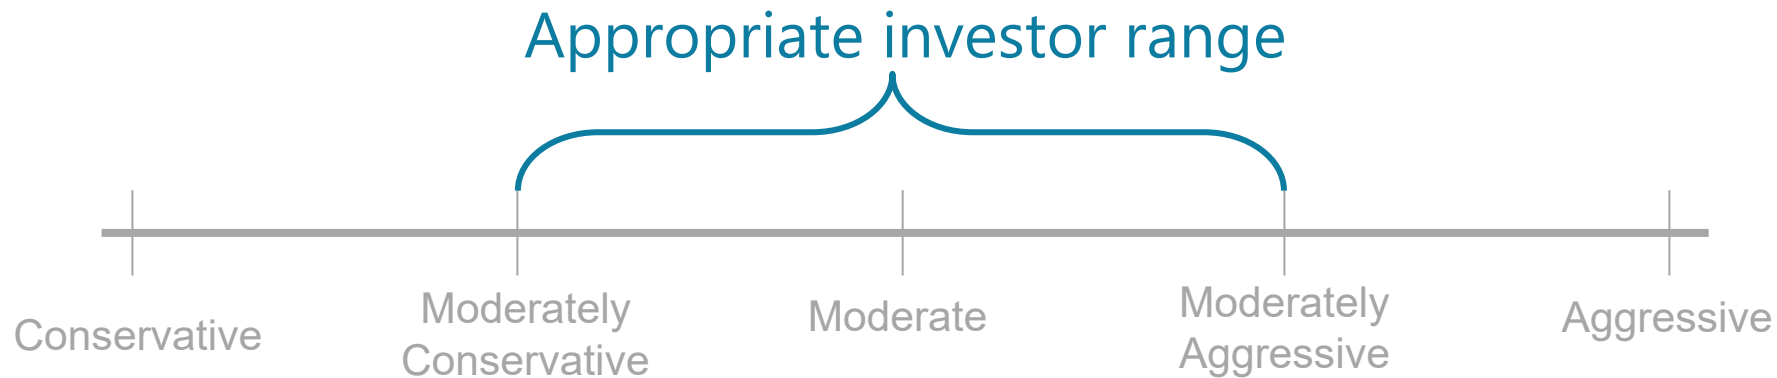 Appropriate investor range
Conservative
Moderately
Conservative
Moderate
Moderately
Aggressive
Aggressive